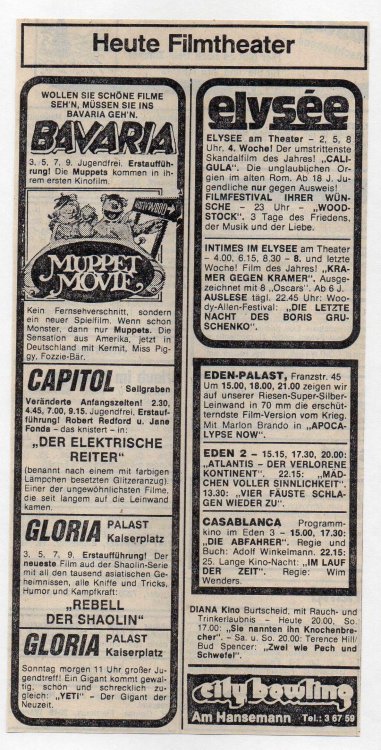 Heute Filmtheater
WOLLEN SIE SCHÖNE FILME
SEH'N, MÜSSEN SIE INS
BAVARIA GEH'N.
BAVARIA
3. 5. 7. 9. Jugendfrei. Erstauffüh-
rung! Die Muppets kommen in ih-
rem ersten Kinofilm.
HOLLYWOOD
MUPPET
MOVIE
Kein Fernsehverschnitt, sondern
ein neuer Spielfilm. Wenn schon
Monster, dann nur Muppets. Die
Sensation aus Amerika, jetzt in
Deutschland mit Kermit, Miss Pig-
gy, Fozzie-Bär.
CAPITOL Seilgraben
Veränderte Anfangszeiten! 2.30,
4.45, 7.00, 9.15. Jugendfrei. Erstauf-
führung! Robert Redford u. Jane
Fonda – das knistert – in:
„DER ELEKTRISCHE
REITER"
(benannt nach einem mit farbigen
Lämpchen besetzten Glitzeranzug).
Einer der ungewöhnlichsten Filme,
die seit langem auf die Leinwand
kamen.
GLORIA PALAST
Kaiserplatz
3, 5, 7, 9. Erstaufführung! Der
neueste Film aud der Shaolin-Serie
mit all den tausend asiatischen Ge-
heimnissen, alle Kniffe und Tricks,
Humor und Kampfkraft:
„REBELL
DER SHAOLIN"
GLORIA PALAST
Kaiserplatz
Sonntag morgen 11 Uhr großer Ju-
gendtreff! Ein Gigant kommt gewal-
tig, schön und schrecklich zu-
gleich: „YETI" – Der Gigant der
Neuzeit.
elysée
ELYSEE am Theater – 2, 5, 8
Uhr. 4. Woche! Der umstrittenste
Skandalfilm des Jahres! „CALI-
GULA". Die unglaublichen Or-
gien im alten Rom. Ab 18 J. Ju-
gendliche nur gegen Ausweis!
FILMFESTIVAL IHRER WÜN-
SCHE – 23 Uhr – „WOOD-
STOCK". 3 Tage des Friedens,
der Musik und der Liebe.
INTIMES IM ELYSEE am Theater
– 4.00, 6.15, 8.30 – 8. und letzte
Woche! Film des Jahres! „KRA-
MER GEGEN KRAMER". Ausge-
zeichnet mit 8 „Oscars". Ab 6 J.
AUSLESE tägl. 22.45 Uhr: Woo-
dy-Allen-Festival: „DIE LETZTE
NACHT DES BORIS GRU-
SCHENKO".
EDEN-PALAST, Franzstr. 45
Um 15.00, 18.00, 21.00 zeigen wir
auf unserer Riesen-Super-Silber-
Leinwand in 70 mm die erschüt-
terndste Film-Version vom Krieg.
Mit Marlon Brando in „APOCA-
LYPSE NOW".
EDEN 2 – 15.15, 17.30, 20.00:
„ATLANTIS – DER VERLORENE
KONTINENT". 22.15: „MÄD-
CHEN VOLLER SINNLICHKEIT".
13.30: „VIER FÄUSTE SCHLA-
GEN WIEDER ZU".
CASABLANCA Programm-
kino im Eden 3 – 15.00, 17.30:
„DIE ABFAHRER". Regie und
Buch: Adolf Winkelmann. 22.15:
25. Lange Kino-Nacht: „IM LAUF
DER ZEIT". Regie: Wim
Wenders.
DIANA Kino Burtscheid, mit Rauch- und
Trinkerlaubnis – Heute 20.00, So.
17.00: „Sie nannten ihn Knochenbre-
cher". – Sa. u. So. 20.00: Terence Hill/
Bud Spencer: „Zwei wie Pech und
Schwefel".
city bowling
Am Hansemann Tel.: 3 67 59